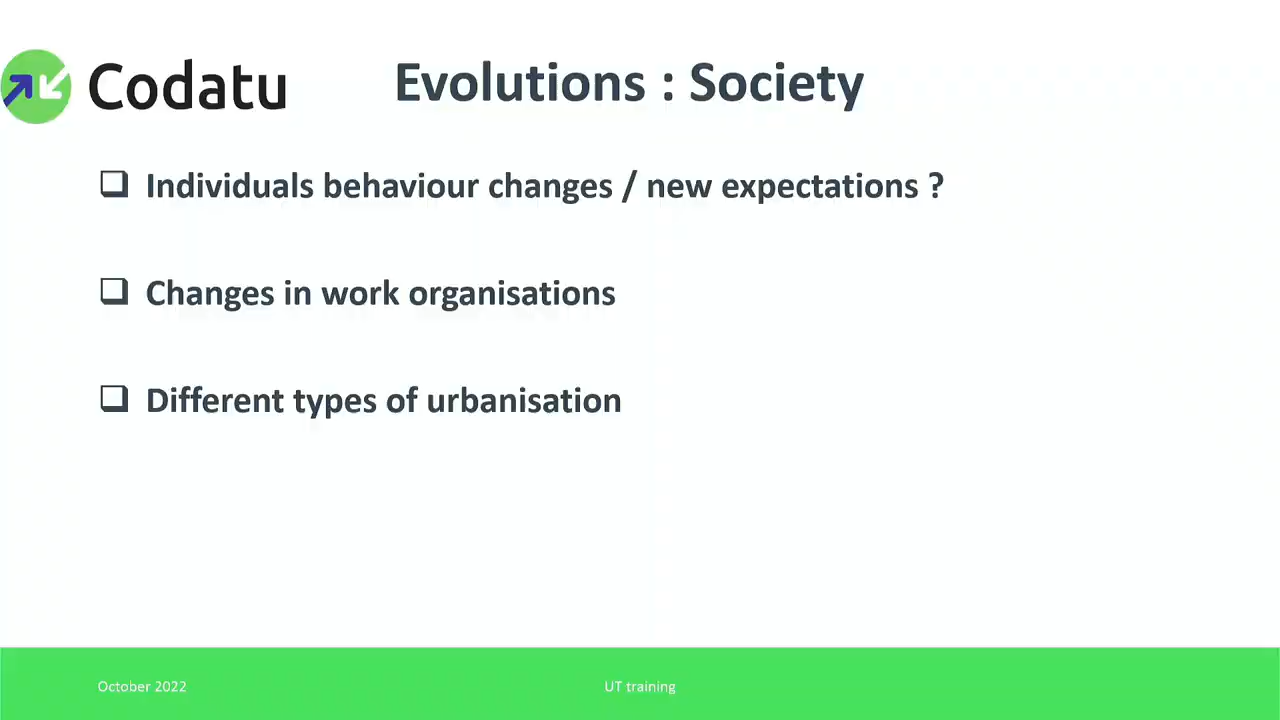 Codatu
Evolutions : Society
❑ Individuals behaviour changes / new expectations ?
❑ Changes in work organisations
❑ Different types of urbanisation
October 2022
UT training